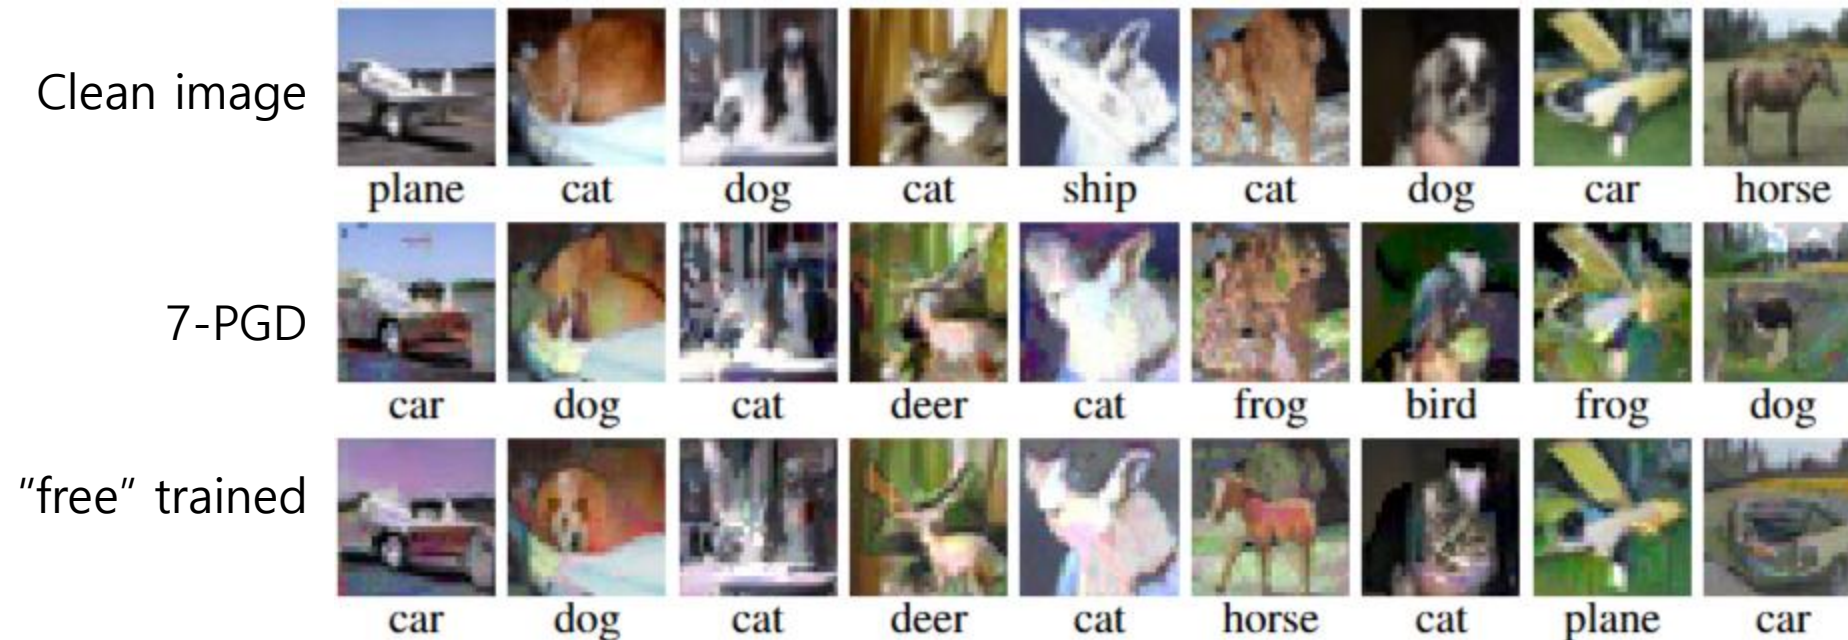 Clean image
plane cat dog cat ship cat dog car horse
7-PGD
car dog cat deer cat frog bird frog dog
"free" trained
car dog cat deer cat horse cat plane car